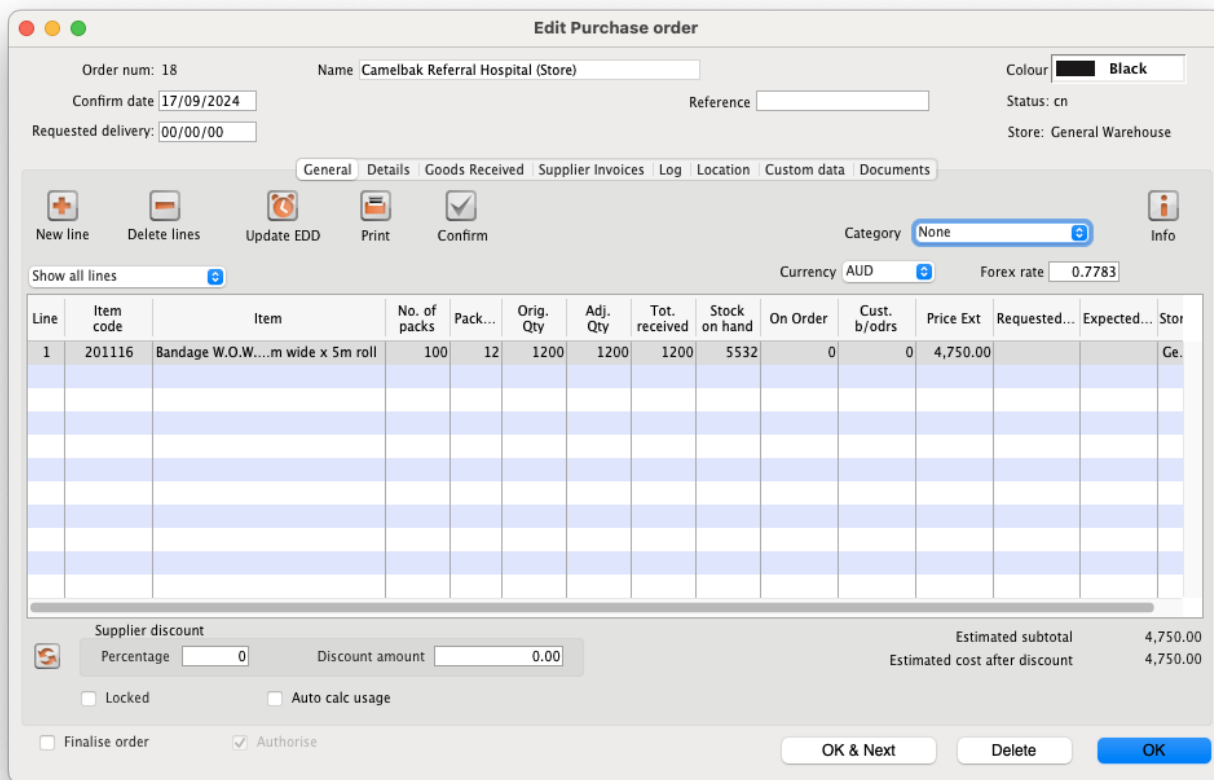 Edit Purchase order
Order num: 18
Name Camelbak Referral Hospital (Store)
Colour Black
Confirm date 17/09/2024
Reference
Status: cn
Requested delivery: 00/00/00
Store: General Warehouse
General Details Goods Received Supplier Invoices Log Location Custom data Documents
New line Delete lines Update EDD Print Confirm
Category None
Info
Show all lines
Currency AUD
Forex rate 0.7783
Line Item code Item No. of packs Pack... Orig. Qty Adj. Qty Tot. received Stock on hand On Order Cust. b/odrs Price Ext Requested... Expected... Stor
1 201116 Bandage W.O.W....m wide x 5m roll 100 12 1200 1200 1200 5532 0 0 4,750.00 Ge.
Supplier discount
Percentage 0 Discount amount 0.00
Estimated subtotal 4,750.00
Estimated cost after discount 4,750.00
Locked Auto calc usage
Finalise order Authorise
OK & Next Delete OK